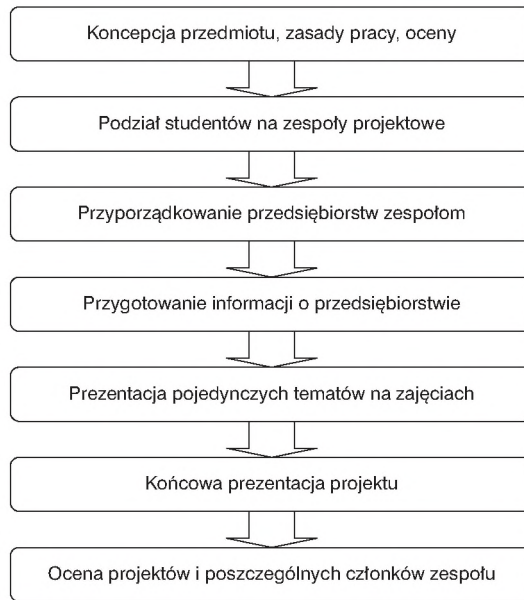 Koncepcja przedmiotu, zasady pracy, oceny
Podział studentów na zespoły projektowe
Przyporządkowanie przedsiębiorstw zespołom
Przygotowanie informacji o przedsiębiorstwie
Prezentacja pojedynczych tematów na zajęciach
Końcowa prezentacja projektu
Ocena projektów i poszczególnych członków zespołu